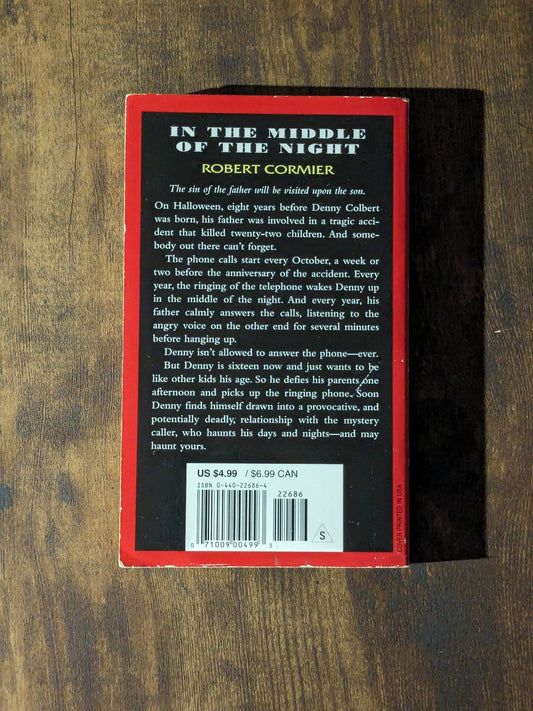 IN THE MIDDLE
OF THE NIGHT
ROBERT CORMIER
The sin of the father will be visited upon the son.
On Halloween, eight years before Denny Colbert
was born, his father was involved in a tragic acci-
dent that killed twenty-two children. And some-
body out there can't forget.
The phone calls start every October, a week or
two before the anniversary of the accident. Every
year, the ringing of the telephone wakes Denny up
in the middle of the night. And every year, his
father calmly answers the calls, listening to the
angry voice on the other end for several minutes
before hanging up.
Denny isn't allowed to answer the phone—ever.
But Denny is sixteen now and just wants to be
like other kids his age. So he defies his parents one
afternoon and picks up the ringing phone. Soon
Denny finds himself drawn into a provocative, and
potentially deadly, relationship with the mystery
caller, who haunts his days and nights—and may
haunt yours.
US $4.99 / $6.99 CAN
ISBN 0-440-22686-4
22686
S
0 71009 00499 3
COVER PRINTED IN USA